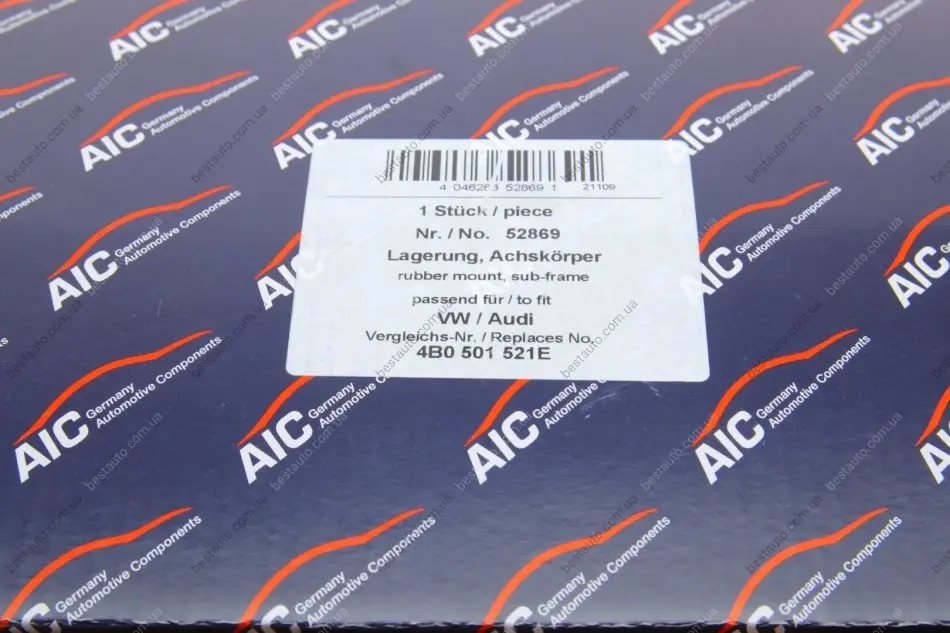 AIC Germany Automotive Components
4 046283 52869 1
21109
1 Stück / piece
Nr. / No. 52869
Lagerung, Achskörper
rubber mount, sub-frame
passend für / to fit
VW / Audi
Vergleichs-Nr. / Replaces No.
4B0 501 521E
bestauto.com.ua